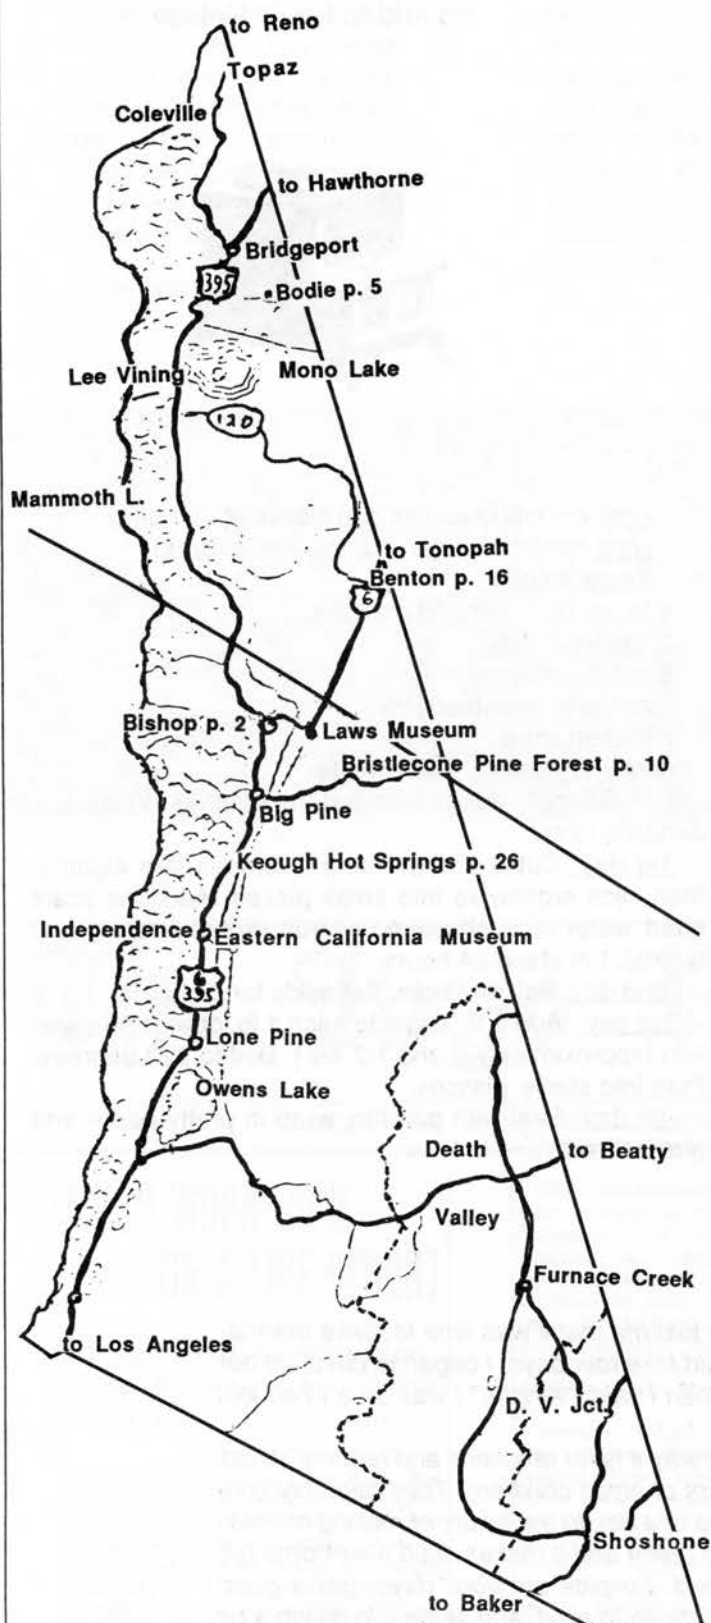 to Reno
Topaz
Coleville
to Hawthorne
Bridgeport
395
Bodie p. 5
Lee Vining
Mono Lake
120
Mammoth L.
to Tonopah
Benton p. 16
6
Bishop p. 2
Laws Museum
Bristlecone Pine Forest p. 10
Big Pine
Keough Hot Springs p. 26
Independence
Eastern California Museum
395
Lone Pine
Owens Lake
Death
to Beatty
Valley
Furnace Creek
to Los Angeles
D. V. Jct.
Shoshone
to Baker